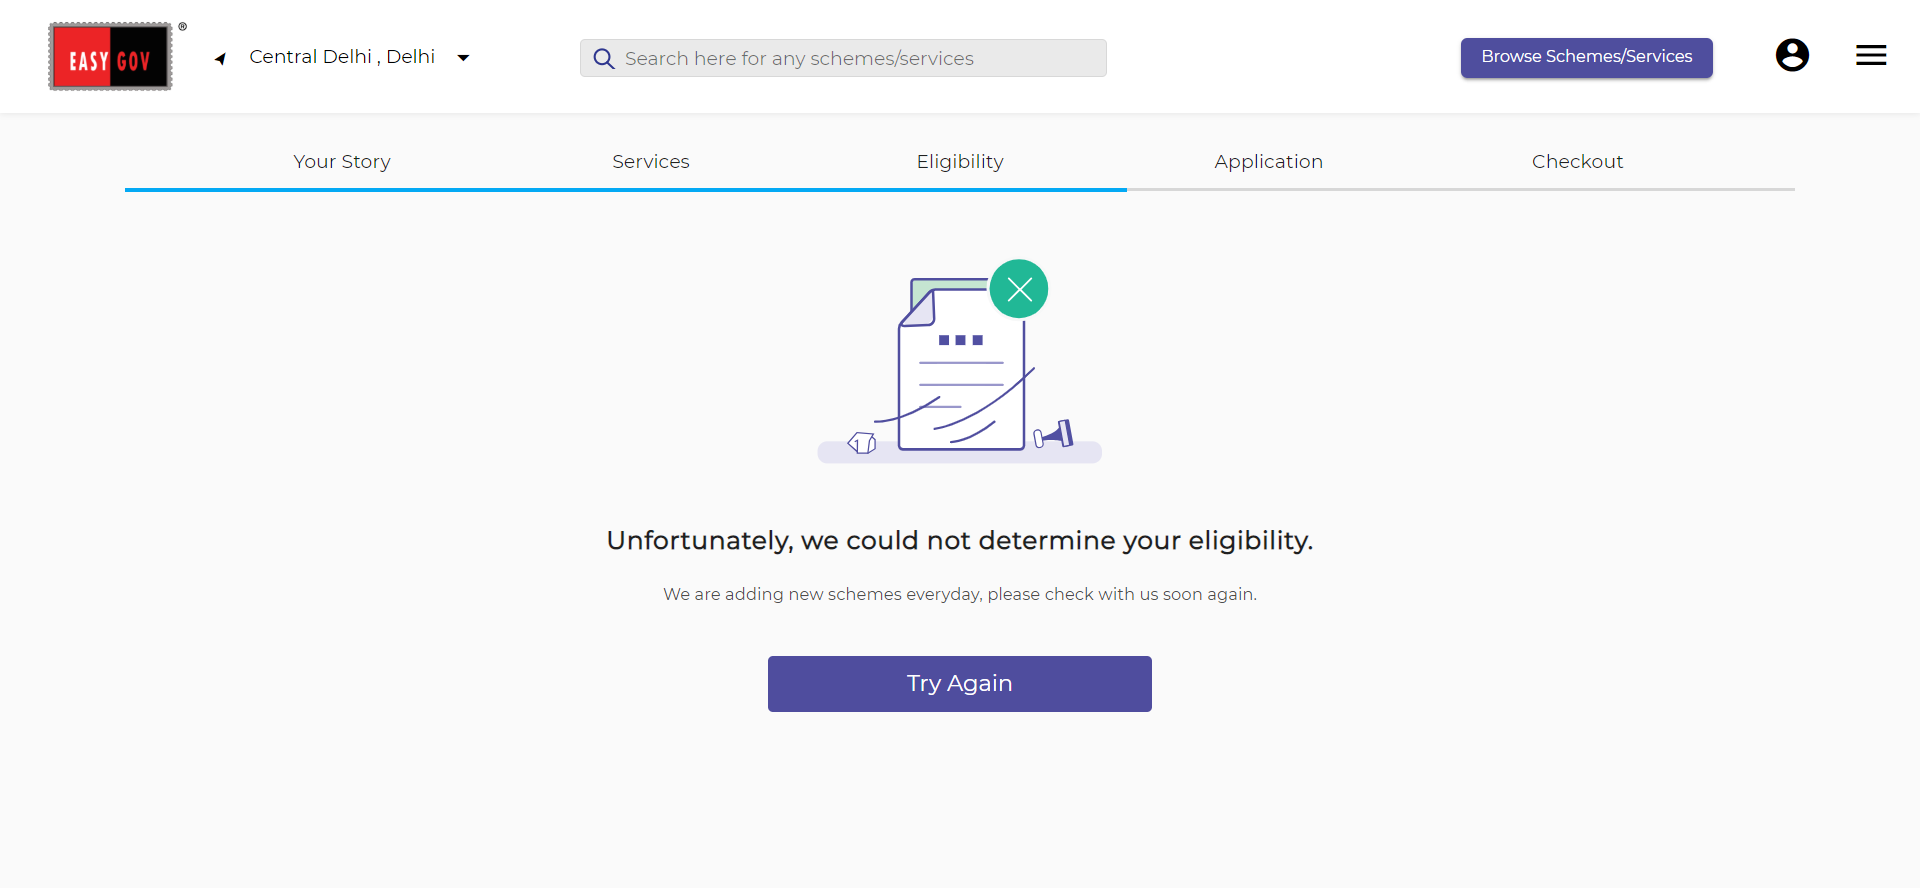 EASY GOV ®
Central Delhi , Delhi
Search here for any schemes/services
Browse Schemes/Services
Your Story
Services
Eligibility
Application
Checkout
Unfortunately, we could not determine your eligibility.
We are adding new schemes everyday, please check with us soon again.
Try Again